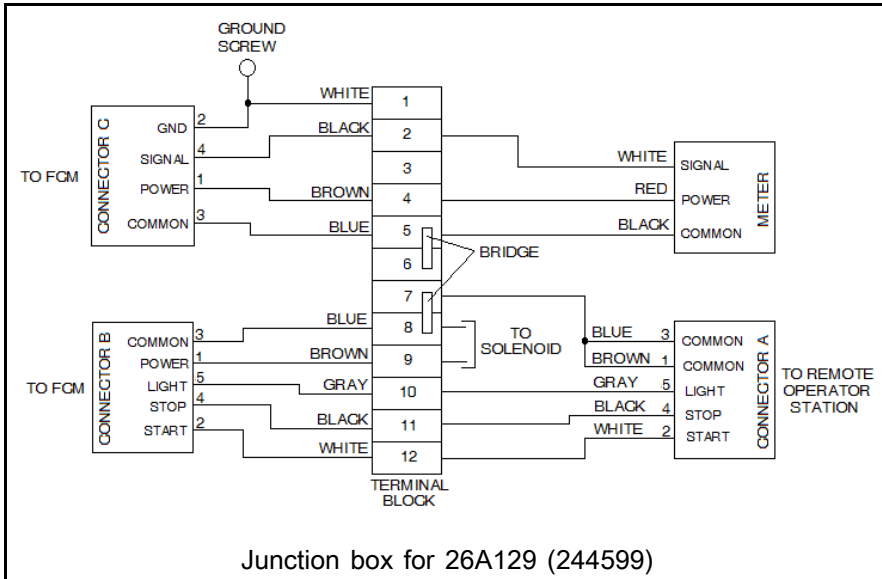 GROUND
SCREW
WHITE
1
CONNECTOR C
TO FCM
GND 2
SIGNAL 4
POWER 1
COMMON 3
BLACK
2
3
BROWN
4
BLUE
5
6
BRIDGE
WHITE
SIGNAL
RED
POWER
BLACK
COMMON
METER
7
CONNECTOR B
TO FCM
COMMON 3
POWER 1
LIGHT 5
STOP 4
START 2
BLUE
8
BROWN
9
GRAY
10
BLACK
11
WHITE
12
TERMINAL
BLOCK
TO
SOLENOID
BLUE 3 COMMON
BROWN 1 COMMON
GRAY 5 LIGHT
BLACK 4 STOP
WHITE 2 START
CONNECTOR A
TO REMOTE
OPERATOR
STATION
Junction box for 26A129 (244599)